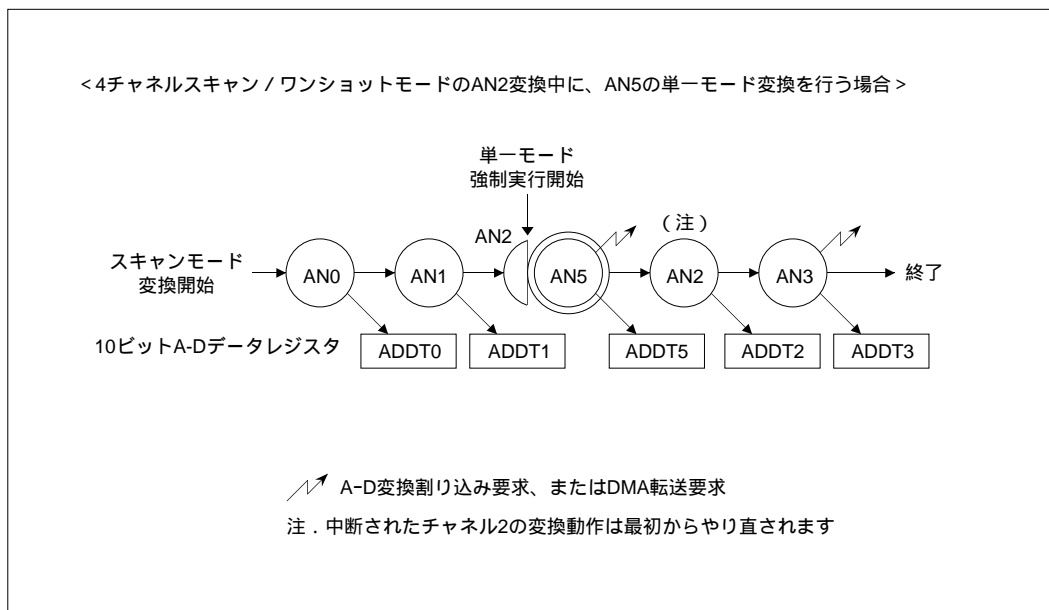 <4チャネルスキャン/ワンショットモードのAN2変換中に、AN5の単一モード変換を行う場合>
単一モード
強制実行開始
AN2
(注)
スキャンモード
変換開始
AN0
AN1
AN5
AN2
AN3
終了
10ビットA-Dデータレジスタ
ADDT0
ADDT1
ADDT5
ADDT2
ADDT3
A-D変換割り込み要求、またはDMA転送要求
注.中断されたチャネル2の変換動作は最初からやり直されます